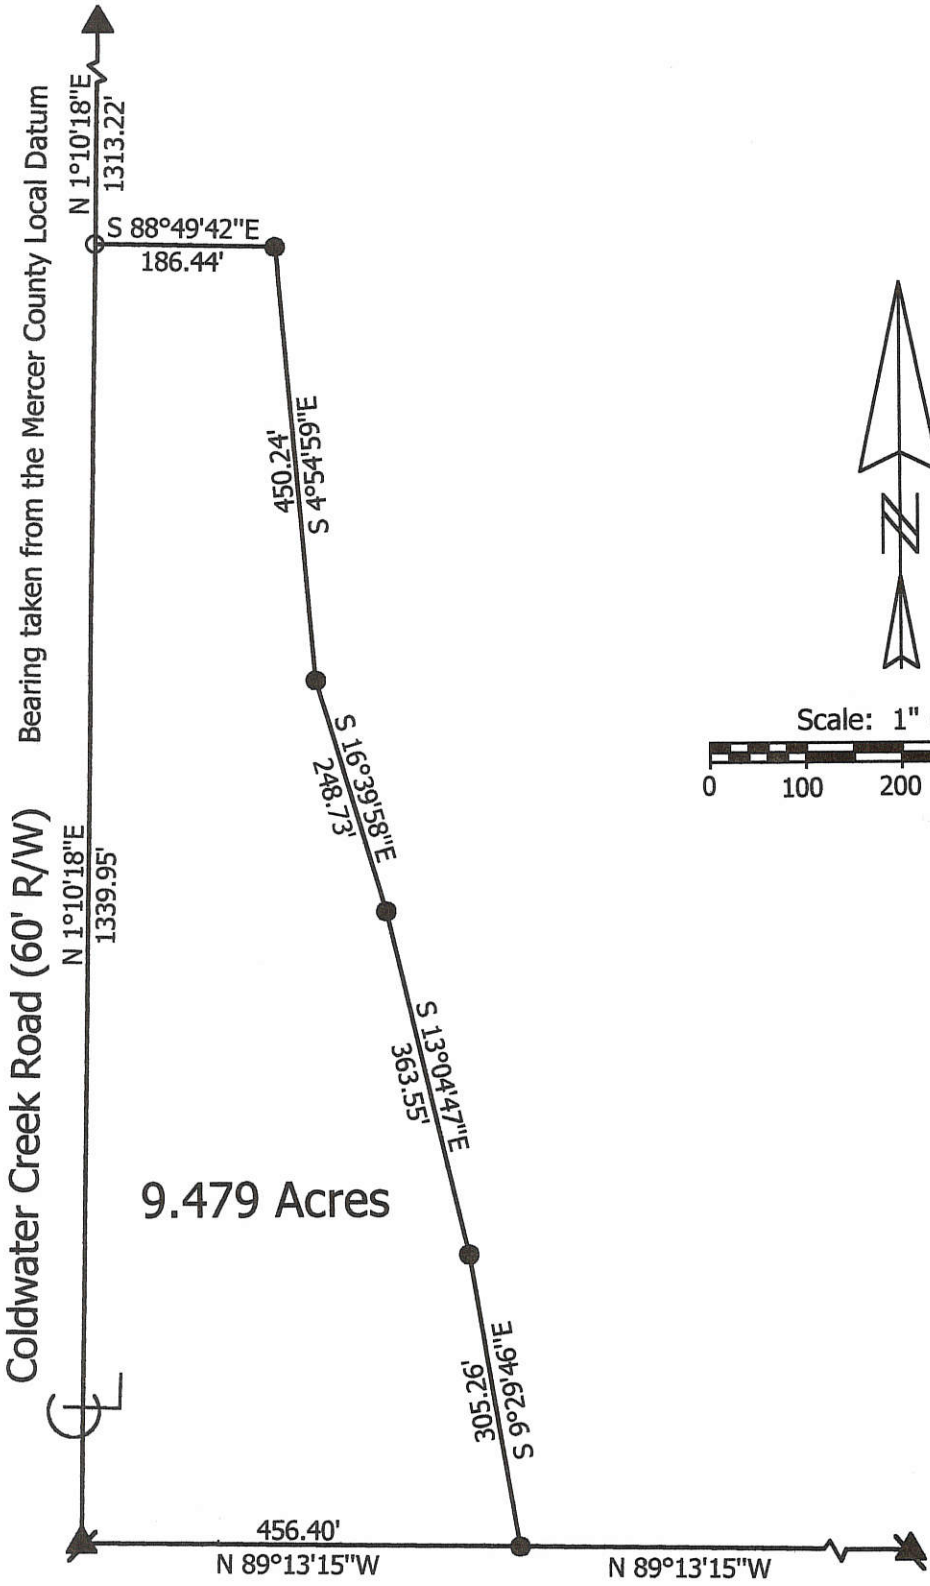 N 1°10'18"E
1313.22'
Bearing taken from the Mercer County Local Datum
S 88°49'42"E
186.44'
450.24'
S 4°54'59"E
N
S 16°39'58"E
248.73'
Scale: 1"
0 100 200
Coldwater Creek Road (60' R/W)
N 1°10'18"E
1339.95'
S 13°04'47"E
363.55'
9.479 Acres
305.26'
S 9°29'46"E
CL
456.40'
N 89°13'15"W
N 89°13'15"W